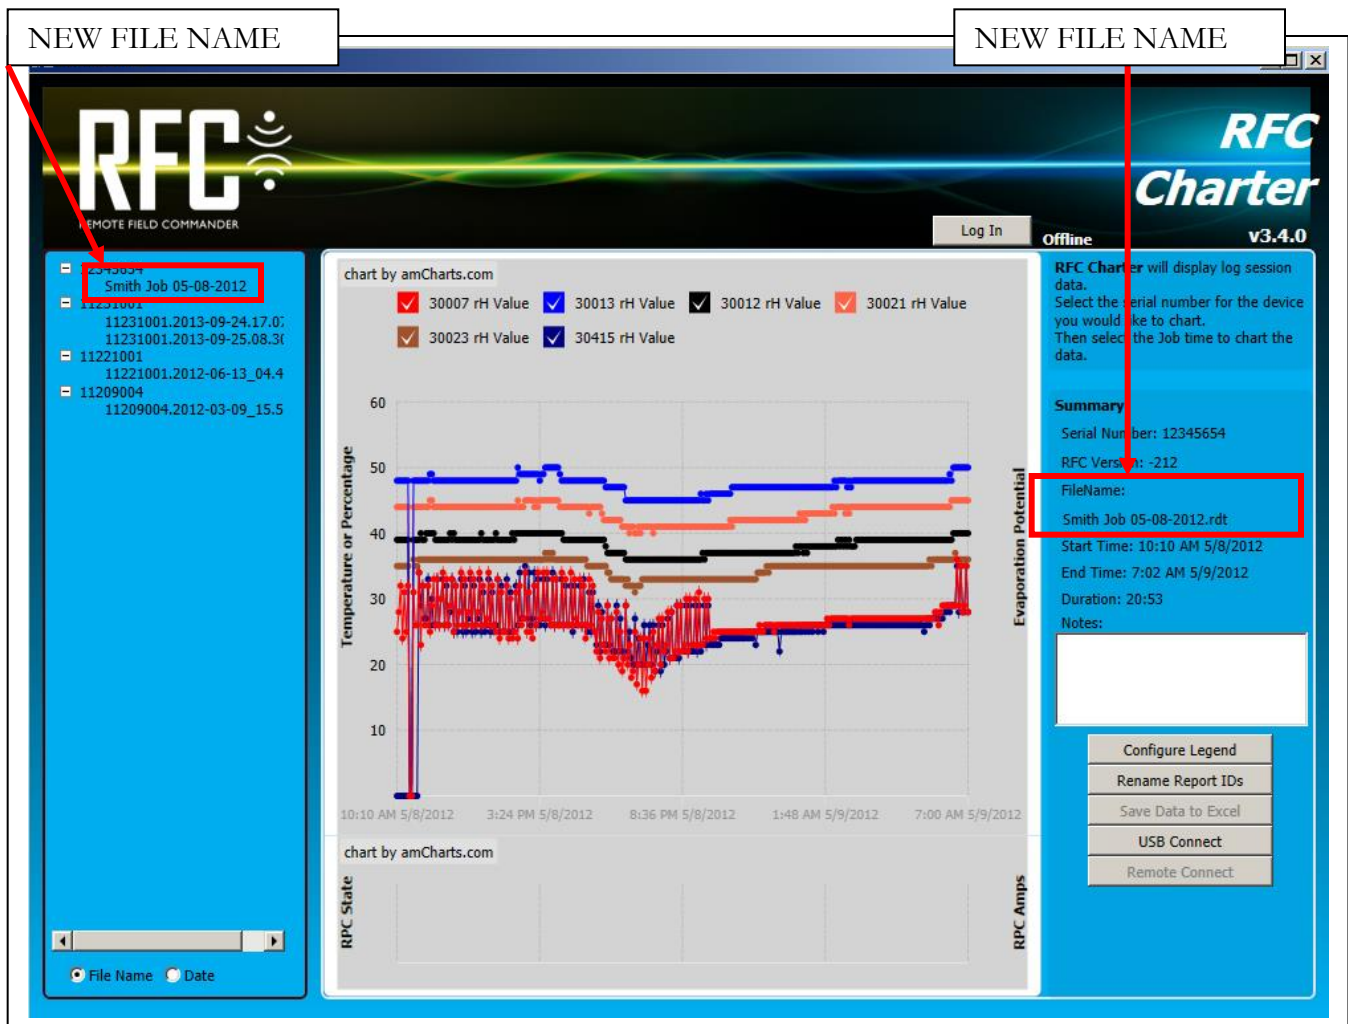 NEW FILE NAME
NEW FILE NAME
RFC
REMOTE FIELD COMMANDER
RFC
Charter
Log In
Offline
v3.4.0
12345654
Smith Job 05-08-2012
11231001
11231001.2013-09-24.17.07
11231001.2013-09-25.08.30
11221001
11221001.2012-06-13_04.4
11209004
11209004.2012-03-09_15.5
File Name
Date
chart by amCharts.com
30007 rH Value
30013 rH Value
30012 rH Value
30021 rH Value
30023 rH Value
30415 rH Value
Temperature or Percentage
60
50
40
30
20
10
Evaporation Potential
10:10 AM 5/8/2012
3:24 PM 5/8/2012
8:36 PM 5/8/2012
1:48 AM 5/9/2012
7:00 AM 5/9/2012
chart by amCharts.com
RPC State
RPC Amps
RFC Charter will display log session
data.
Select the serial number for the device
you would like to chart.
Then select the Job time to chart the
data.
Summary
Serial Number: 12345654
RFC Version: -212
FileName:
Smith Job 05-08-2012.rdt
Start Time: 10:10 AM 5/8/2012
End Time: 7:02 AM 5/9/2012
Duration: 20:53
Notes:
Configure Legend
Rename Report IDs
Save Data to Excel
USB Connect
Remote Connect